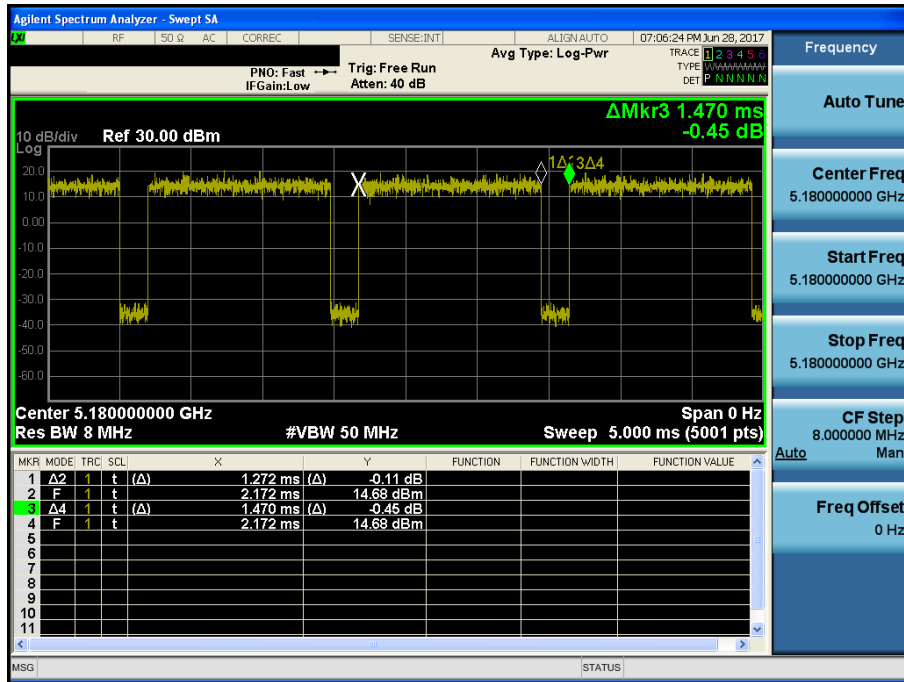 Agilent Spectrum Analyzer - Swept SA
LXI RF 50 Ω AC CORREC SENSE:INT ALIGN AUTO 07:06:24 PM Jun 28, 2017
Avg Type: Log-Pwr
TRACE 1 2 3 4 5 6
TYPE
DET P N N N N N
PNO: Fast
IFGain:Low
Trig: Free Run
Atten: 40 dB
ΔMkr3 1.470 ms
-0.45 dB
10 dB/div Ref 30.00 dBm
Log
1Δ 3Δ4
20.0
10.0
0.00
-10.0
-20.0
-30.0
-40.0
-50.0
-60.0
Center 5.180000000 GHz Span 0 Hz
Res BW 8 MHz #VBW 50 MHz Sweep 5.000 ms (5001 pts)
MKR MODE TRC SCL X Y FUNCTION FUNCTION WIDTH FUNCTION VALUE
1 Δ2 1 t (Δ) 1.272 ms (Δ) -0.11 dB
2 F 1 t 2.172 ms 14.68 dBm
3 Δ4 1 t (Δ) 1.470 ms (Δ) -0.45 dB
4 F 1 t 2.172 ms 14.68 dBm
5
6
7
8
9
10
11
MSG STATUS
Frequency
Auto Tune
Center Freq
5.180000000 GHz
Start Freq
5.180000000 GHz
Stop Freq
5.180000000 GHz
CF Step
8.000000 MHz
Auto Man
Freq Offset
0 Hz